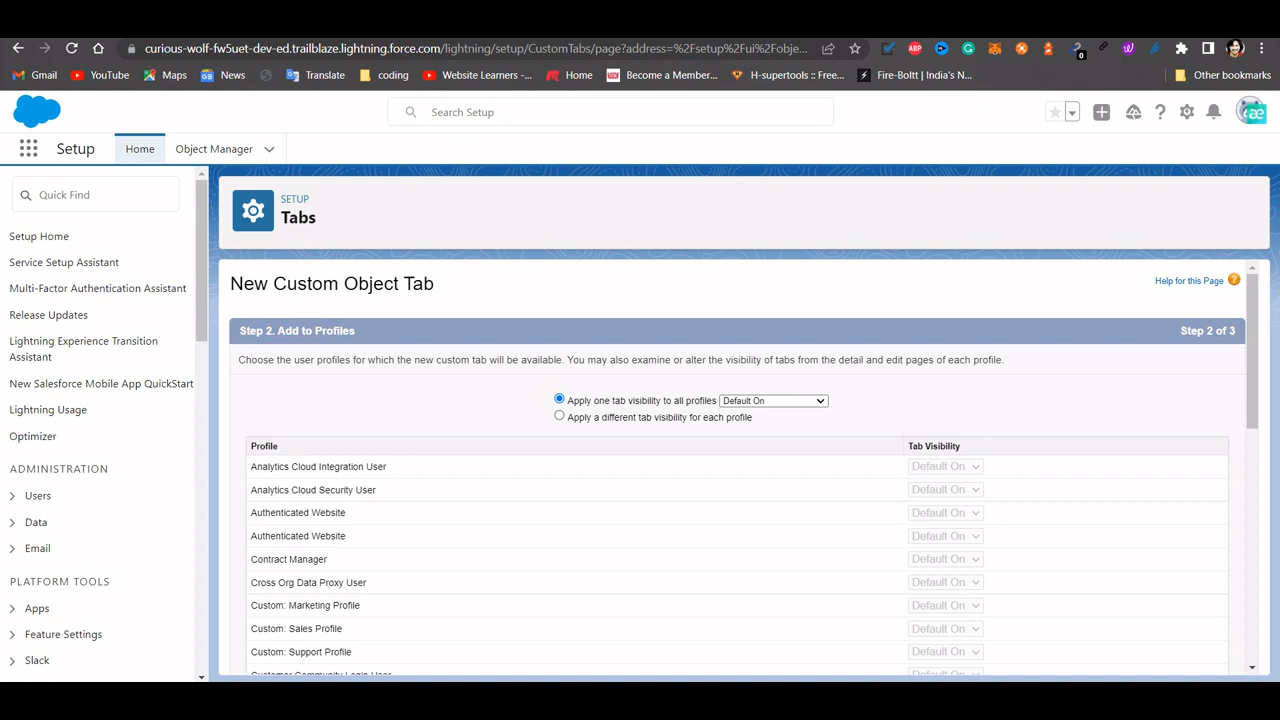 curious-wolf-fw5uet-dev-ed.trailblaze.lightning.force.com/lightning/setup/CustomTabs/page?address=%2Fsetup%2Fui%2Fobje...
0
Gmail YouTube Maps News Translate coding Website Learners -... Home Become a Member... H-supertools :: Free... Fire-Boltt | India's N... Other bookmarks
Search Setup
ae
Setup Home Object Manager
Quick Find
Setup Home
Service Setup Assistant
Multi-Factor Authentication Assistant
Release Updates
Lightning Experience Transition
Assistant
New Salesforce Mobile App QuickStart
Lightning Usage
Optimizer
ADMINISTRATION
Users
Data
Email
PLATFORM TOOLS
Apps
Feature Settings
Slack
SETUP
Tabs
New Custom Object Tab
Help for this Page ?
Step 2. Add to Profiles Step 2 of 3
Choose the user profiles for which the new custom tab will be available. You may also examine or alter the visibility of tabs from the detail and edit pages of each profile.
Apply one tab visibility to all profiles Default On
Apply a different tab visibility for each profile
Profile Tab Visibility
Analytics Cloud Integration User Default On
Analytics Cloud Security User Default On
Authenticated Website Default On
Authenticated Website Default On
Contract Manager Default On
Cross Org Data Proxy User Default On
Custom: Marketing Profile Default On
Custom: Sales Profile Default On
Custom: Support Profile Default On
Customer Community Login User Default On